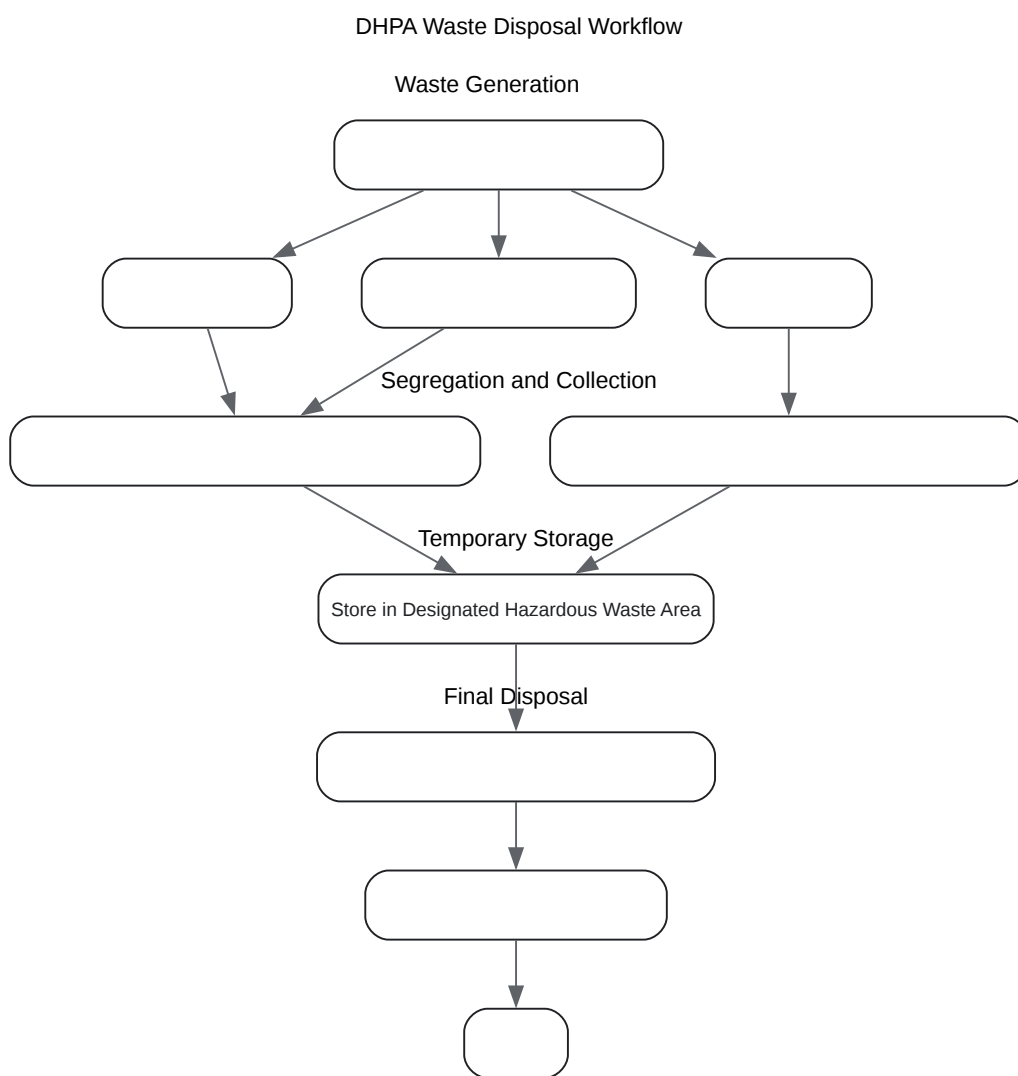 DHPA Waste Disposal Workflow
Waste Generation
Segregation and Collection
Temporary Storage
Store in Designated Hazardous Waste Area
Final Disposal